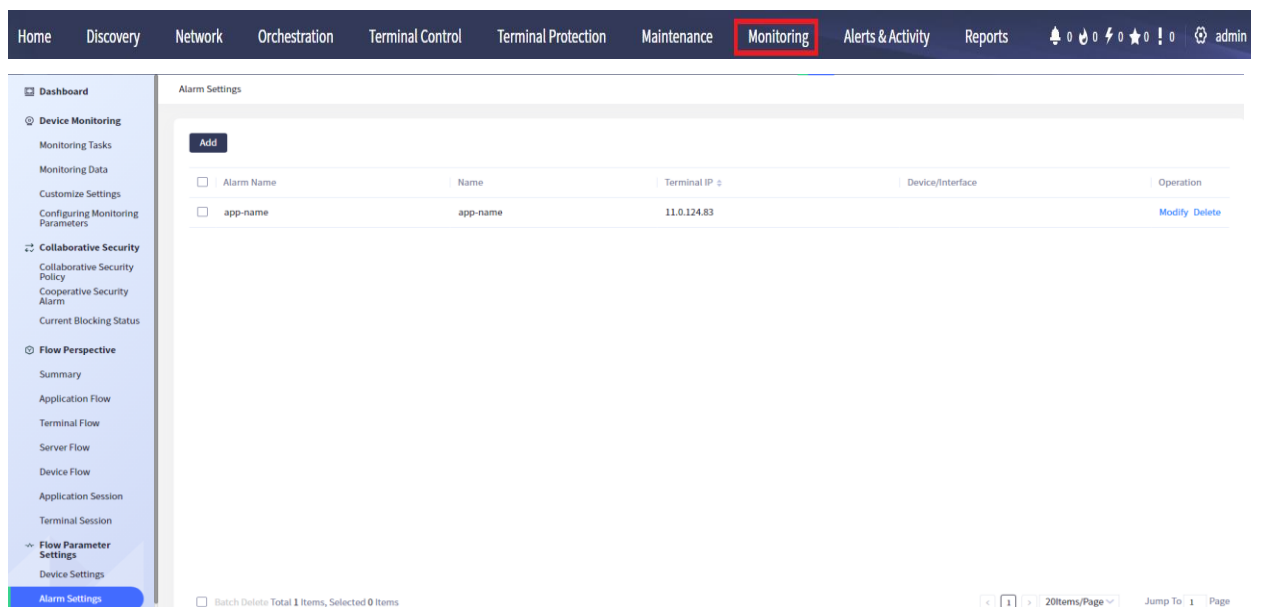 Home Discovery Network Orchestration Terminal Control Terminal Protection Maintenance Monitoring Alerts & Activity Reports 0 0 0 0 0 admin
Dashboard
Device Monitoring
Monitoring Tasks
Monitoring Data
Customize Settings
Configuring Monitoring
Parameters
Collaborative Security
Collaborative Security
Policy
Cooperative Security
Alarm
Current Blocking Status
Flow Perspective
Summary
Application Flow
Terminal Flow
Server Flow
Device Flow
Application Session
Terminal Session
Flow Parameter
Settings
Device Settings
Alarm Settings
Alarm Settings
Add
Alarm Name Name Terminal IP Device/Interface Operation
app-name app-name 11.0.124.83 Modify Delete
Batch Delete Total 1 Items, Selected 0 Items < 1 > 20Items/Page Jump To 1 Page